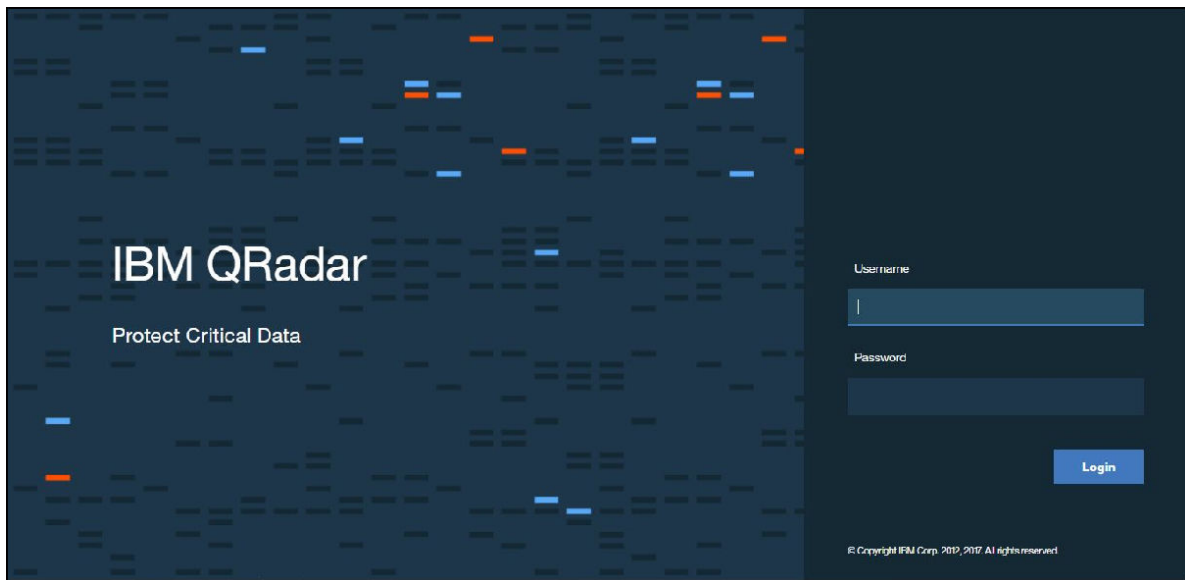 IBM QRadar
Protect Critical Data
Username
Password
Login
© Copyright IBM Corp. 2012, 2017. All rights reserved.